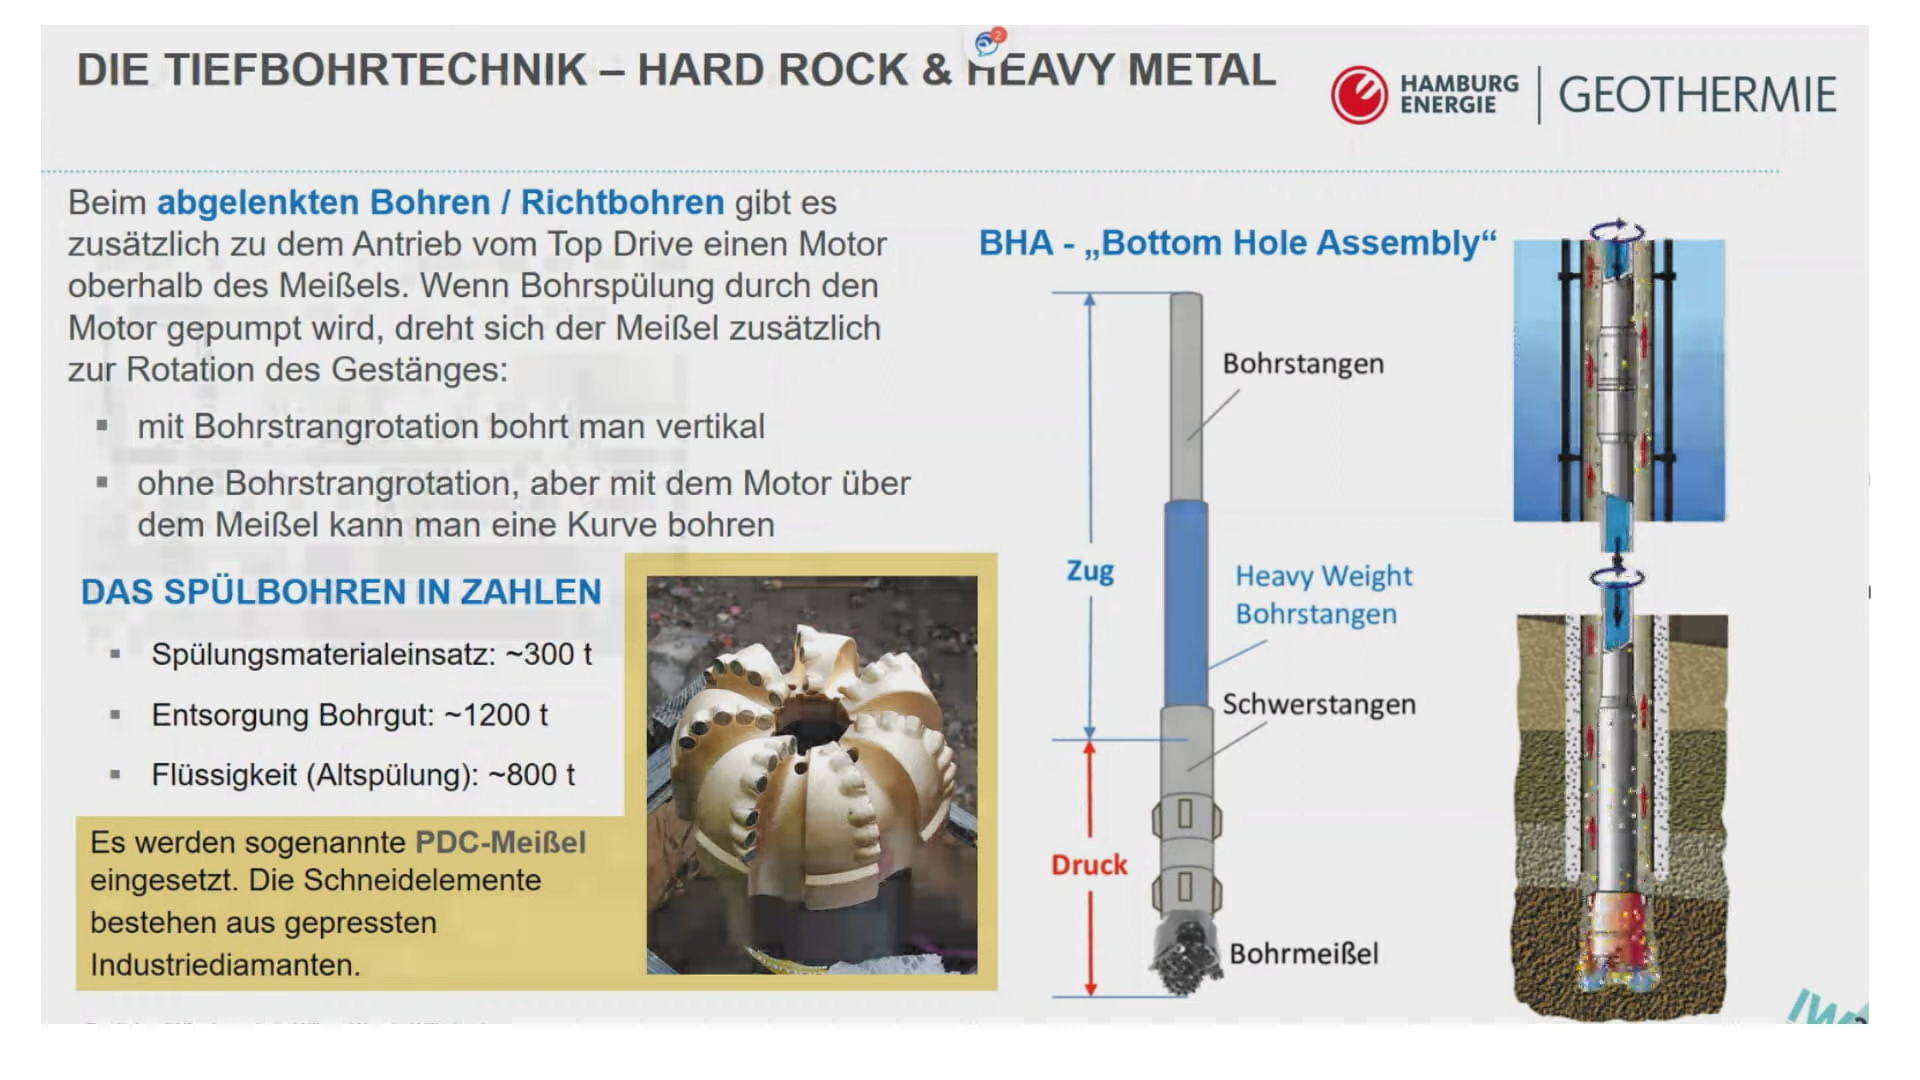 DIE TIEFBOHRTECHNIK – HARD ROCK & HEAVY METAL
2
HAMBURG
ENERGIE
GEOTHERMIE
Beim abgelenkten Bohren / Richtbohren gibt es
zusätzlich zu dem Antrieb vom Top Drive einen Motor
oberhalb des Meißels. Wenn Bohrspülung durch den
Motor gepumpt wird, dreht sich der Meißel zusätzlich
zur Rotation des Gestänges:
▪ mit Bohrstrangrotation bohrt man vertikal
▪ ohne Bohrstrangrotation, aber mit dem Motor über
dem Meißel kann man eine Kurve bohren
DAS SPÜLBOHREN IN ZAHLEN
▪ Spülungsmaterialeinsatz: ~300 t
▪ Entsorgung Bohrgut: ~1200 t
▪ Flüssigkeit (Altspülung): ~800 t
Es werden sogenannte PDC-Meißel
eingesetzt. Die Schneidelemente
bestehen aus gepressten
Industriediamanten.
BHA - „Bottom Hole Assembly“
Bohrstangen
Zug
Heavy Weight
Bohrstangen
Schwerstangen
Druck
Bohrmeißel